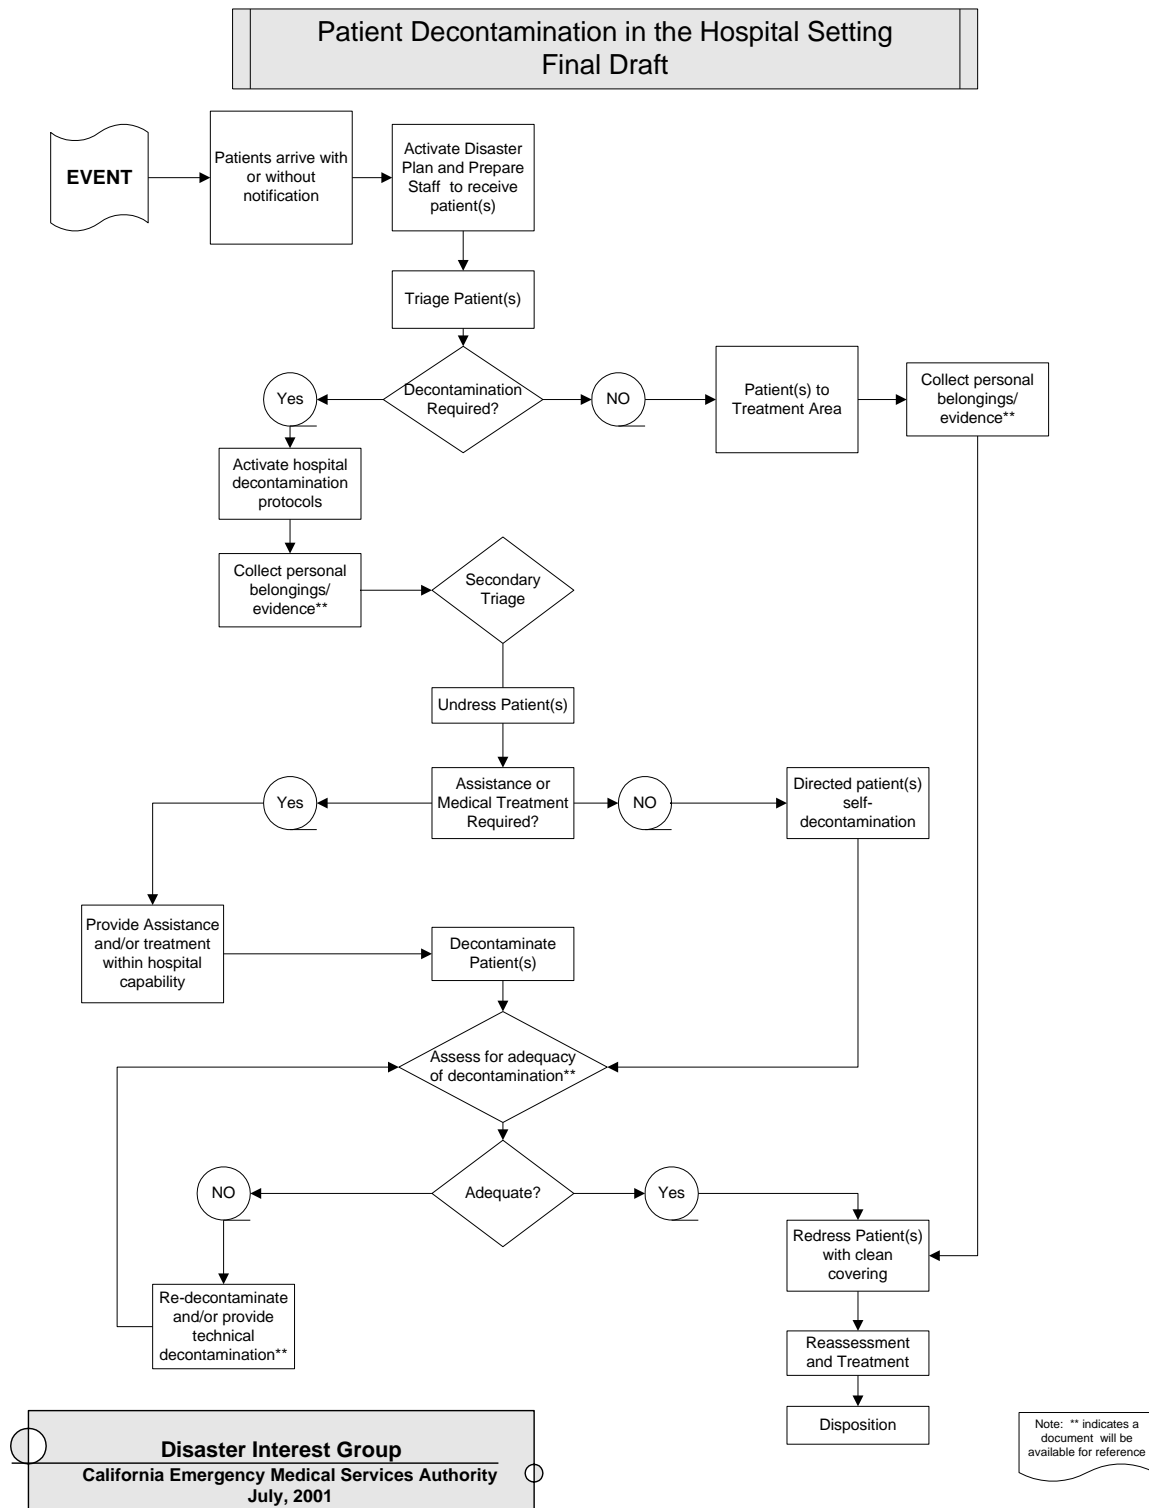 Patient Decontamination in the Hospital Setting
Final Draft
EVENT
Patients arrive with
or without
notification
Activate Disaster
Plan and Prepare
Staff to receive
patient(s)
Triage Patient(s)
Yes
Decontamination
Required?
NO
Patient(s) to
Treatment Area
Collect personal
belongings/
evidence**
Activate hospital
decontamination
protocols
Collect personal
belongings/
evidence**
Secondary
Triage
Undress Patient(s)
Yes
Assistance or
Medical Treatment
Required?
NO
Directed patient(s)
self-
decontamination
Provide Assistance
and/or treatment
within hospital
capability
Decontaminate
Patient(s)
Assess for adequacy
of decontamination**
NO
Adequate?
Yes
Redress Patient(s)
with clean
covering
Re-decontaminate
and/or provide
technical
decontamination**
Reassessment
and Treatment
Disposition
Disaster Interest Group
California Emergency Medical Services Authority
July, 2001
Note: ** indicates a
document will be
available for reference